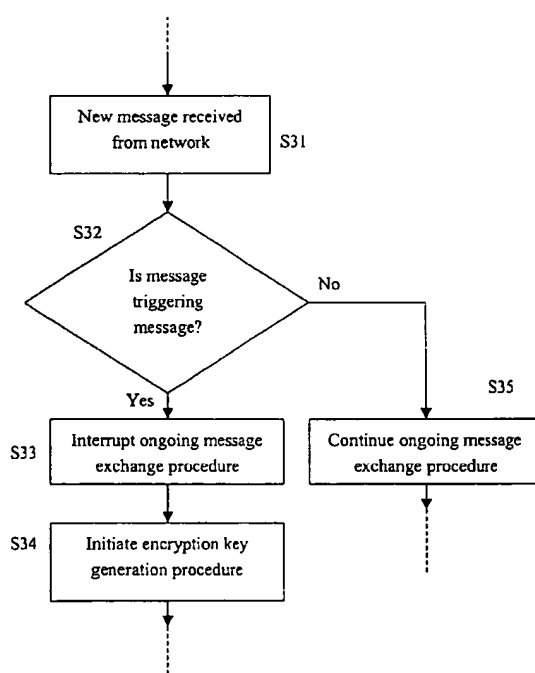 New message received
from network
S31
S32
Is message
triggering
message?
No
Yes
S35
S33
Interrupt ongoing message
exchange procedure
Continue ongoing message
exchange procedure
S34
Initiate encryption key
generation procedure